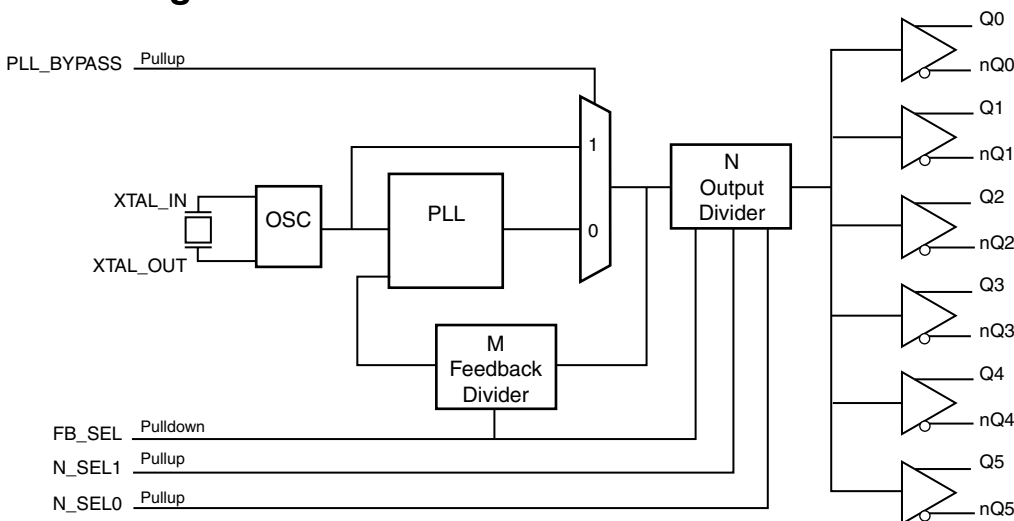 PLL_BYPASS Pullup
XTAL_IN
XTAL_OUT
OSC
PLL
1
0
M
Feedback
Divider
N
Output
Divider
FB_SEL Pulldown
N_SEL1 Pullup
N_SEL0 Pullup
Q0
nQ0
Q1
nQ1
Q2
nQ2
Q3
nQ3
Q4
nQ4
Q5
nQ5